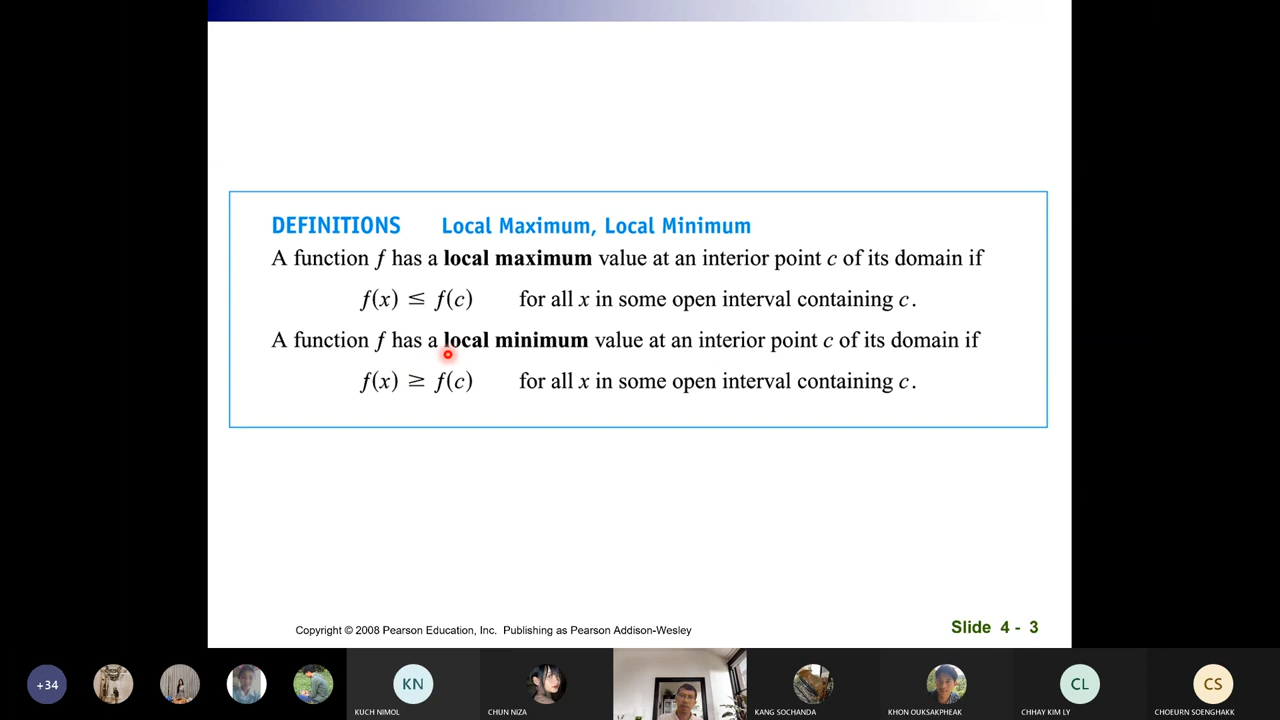 DEFINITIONS Local Maximum, Local Minimum
A function f has a local maximum value at an interior point c of its domain if
f(x) ≤ f(c) for all x in some open interval containing c.
A function f has a local minimum value at an interior point c of its domain if
f(x) ≥ f(c) for all x in some open interval containing c.
Copyright © 2008 Pearson Education, Inc. Publishing as Pearson Addison-Wesley
Slide 4 - 3
+34
KN
CL
CS
KUCH NIMOL
CHUN NIZA
KANG SOCHANDA
KHON OUKSAKPHEAK
CHHAY KIM LY
CHOEURN SOENGHAKK